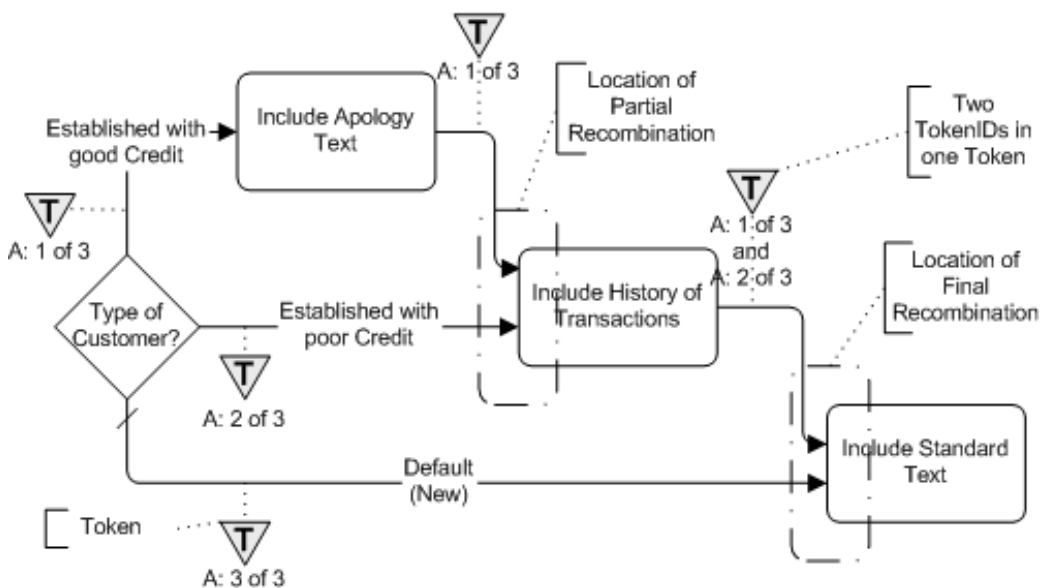 T
A: 1 of 3
Location of
Partial
Recombination
Two
TokenIDs in
one Token
Include Apology
Text
Established with
good Credit
T
A: 1 of 3
T
A: 1 of 3
and
A: 2 of 3
Location of
Final
Recombination
Type of
Customer?
Established with
poor Credit
Include History of
Transactions
T
A: 2 of 3
Include Standard
Text
Default
(New)
Token
T
A: 3 of 3